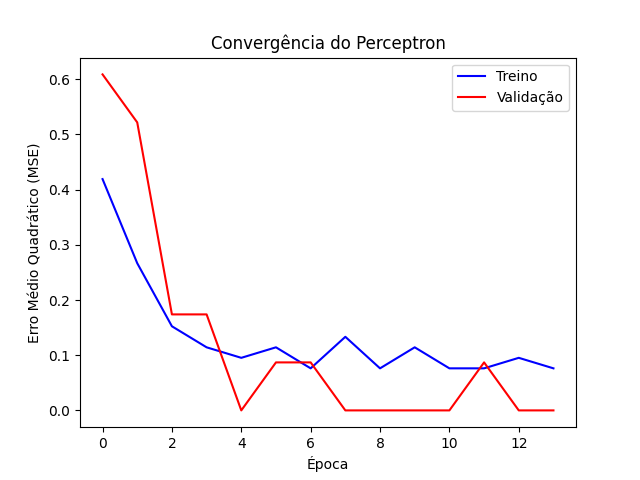 Convergência do Perceptron
Treino
Validação
Erro Médio Quadrático (MSE)
0.6
0.5
0.4
0.3
0.2
0.1
0.0
0 2 4 6 8 10 12
Época